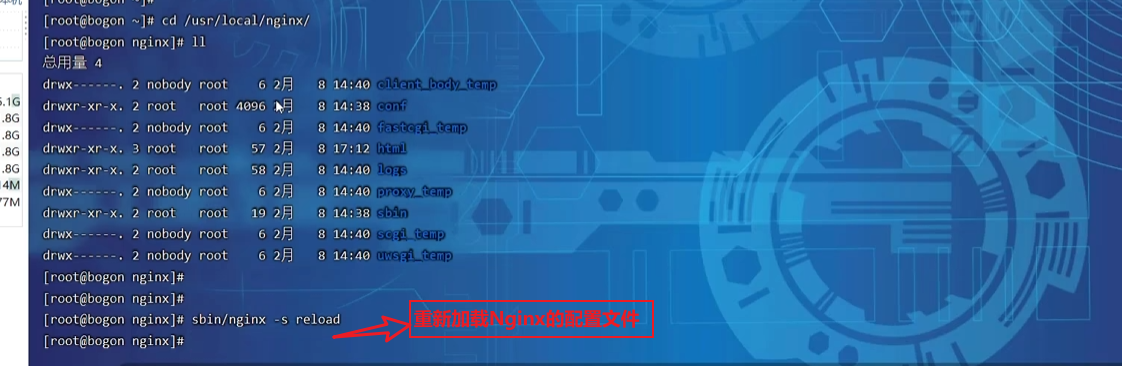 [root@bogon ~]#
[root@bogon ~]# cd /usr/local/nginx/
[root@bogon nginx]# ll
总用量 4
drwx------. 2 nobody root    6 2月   8 14:40 client_body_temp
drwxr-xr-x. 2 root   root 4096 2月   8 14:38 conf
drwx------. 2 nobody root    6 2月   8 14:40 fastcgi_temp
drwxr-xr-x. 3 root   root   57 2月   8 17:12 html
drwxr-xr-x. 2 root   root   58 2月   8 14:40 logs
drwx------. 2 nobody root    6 2月   8 14:40 proxy_temp
drwxr-xr-x. 2 root   root   19 2月   8 14:38 sbin
drwx------. 2 nobody root    6 2月   8 14:40 scgi_temp
drwx------. 2 nobody root    6 2月   8 14:40 uwsgi_temp
[root@bogon nginx]#
[root@bogon nginx]#
[root@bogon nginx]# sbin/nginx -s reload
重新加载Nginx的配置文件
[root@bogon nginx]#
.8G
.8G
.8G
.8G